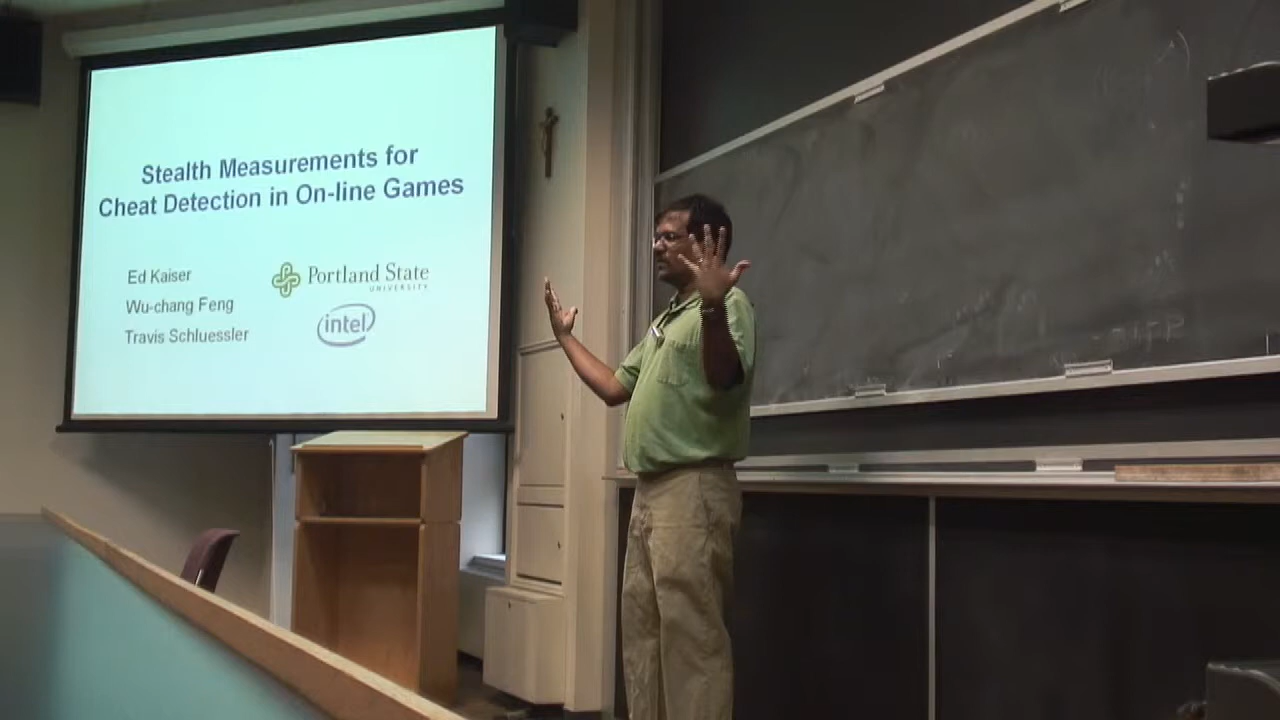 Stealth Measurements for
Cheat Detection in On-line Games
Ed Kaiser
Wu-chang Feng
Travis Schluessler
Portland State
UNIVERSITY
intel